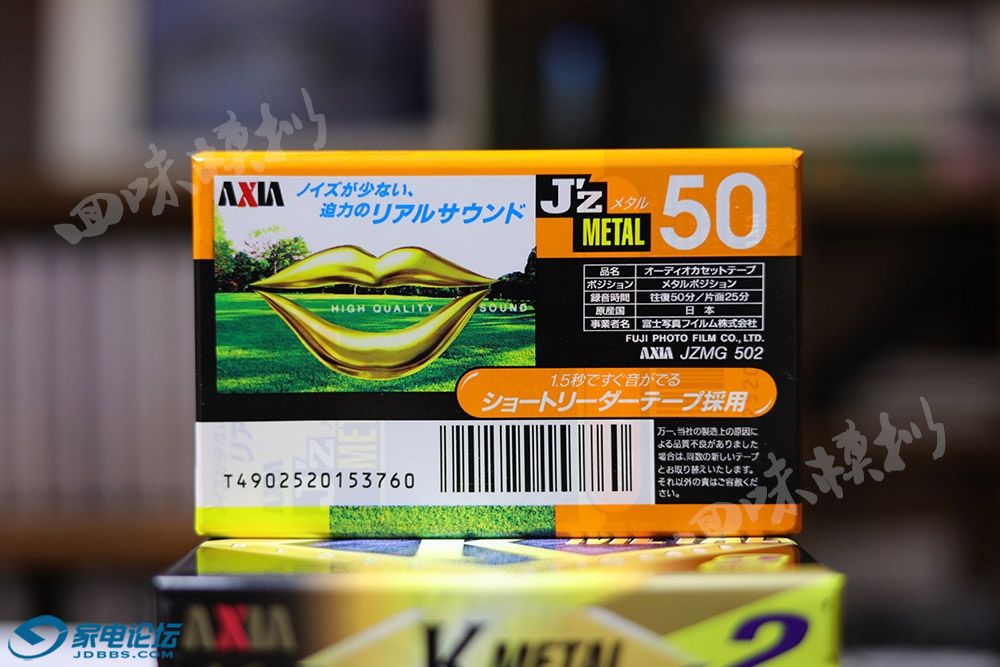 AXIA
ノイズが少ない、
迫力のリアルサウンド
HIGH QUALITY SOUND
J'z メタル 50
METAL
品名 オーディオカセットテープ
ポジション メタルポジション
録音時間 往復50分/片面25分
原産国 日本
事業者名 富士写真フイルム株式会社
FUJI PHOTO FILM CO., LTD.
AXIA JZMG 502
1.5秒ですぐ音がでる
ショートリーダーテープ採用
T4902520153760
万一、当社の製造上の原因に
よる品質不良がありました
場合は、同数の新しいテープ
とお取り替えいたします。
それ以外の責はご容赦くだ
さい。
AXIA
K METAL
2
家电论坛
JDBBS.COM